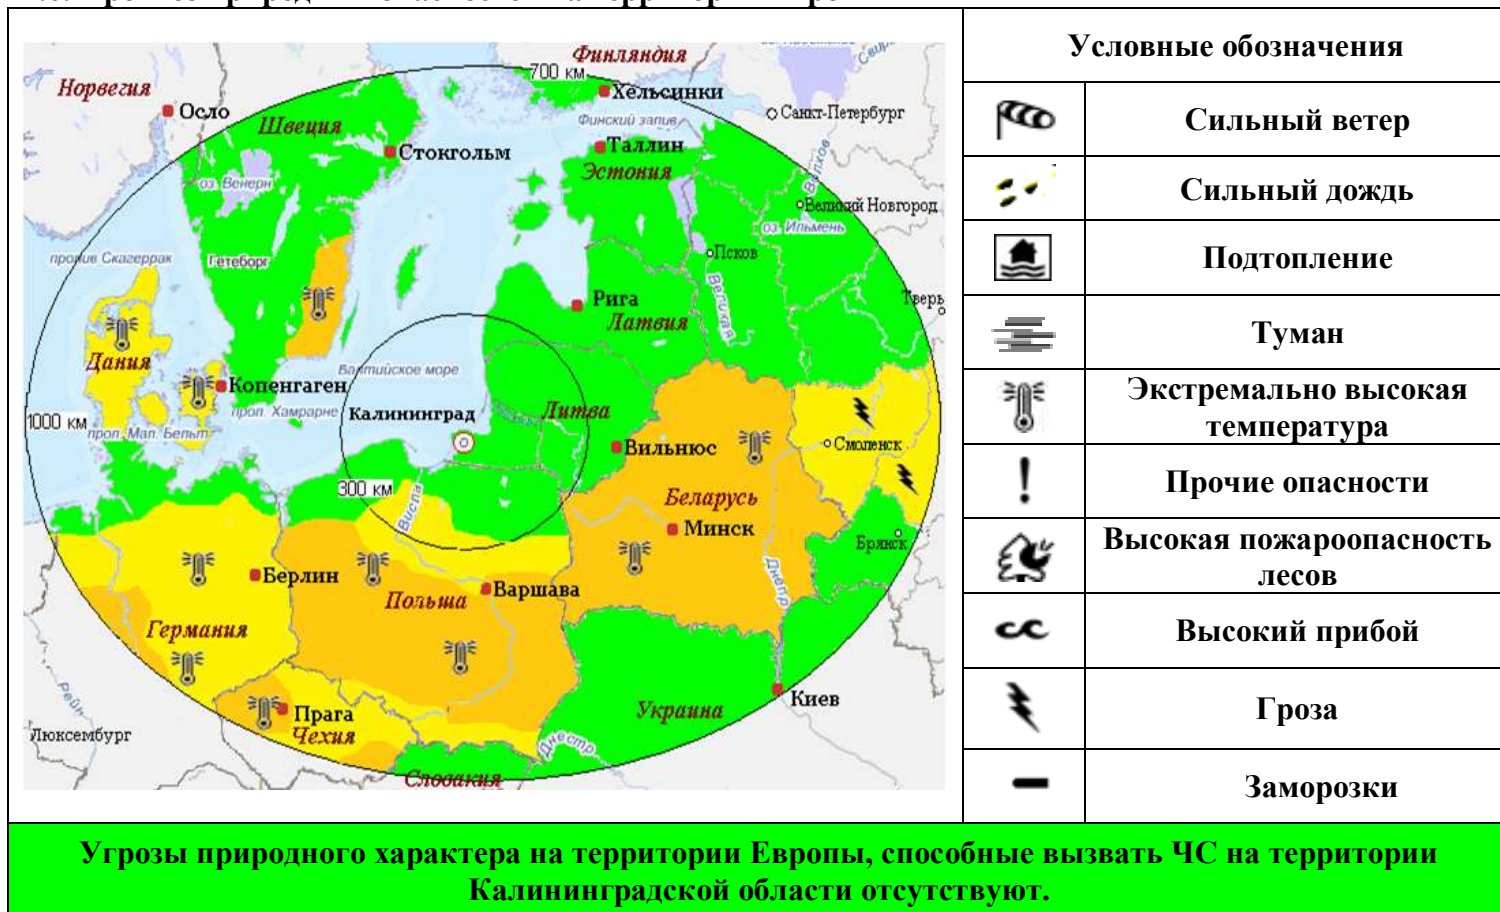 Условные обозначения
Сильный ветер
Сильный дождь
Подтопление
Туман
Экстремально высокая
температура
Прочие опасности
Высокая пожароопасность
лесов
Высокий прибой
Гроза
Заморозки
Финляндия
700 км
Норвегия
Хельсинки
Осло
Финский залив
Санкт-Петербург
Швеция
Стокгольм
Таллин
Эстония
Волхов
оз. Венерн
Великий Новгород
оз. Ильмень
пролив Скагеррак
Гётеборг
Псков
Великая
Рига
Тверь
Латвия
Дания
Балтийское море
Копенгаген
прол. Хамрарне
Калининград
Литва
1000 км
прол. Мал. Бельт
Вильнюс
Смоленск
300 км
Висла
Беларусь
Минск
Брянск
Днепр
Берлин
Варшава
Польша
Германия
Рейн
Прага
Чехия
Украина
Киев
Люксембург
Днестр
Словакия
Угрозы природного характера на территории Европы, способные вызвать ЧС на территории
Калининградской области отсутствуют.